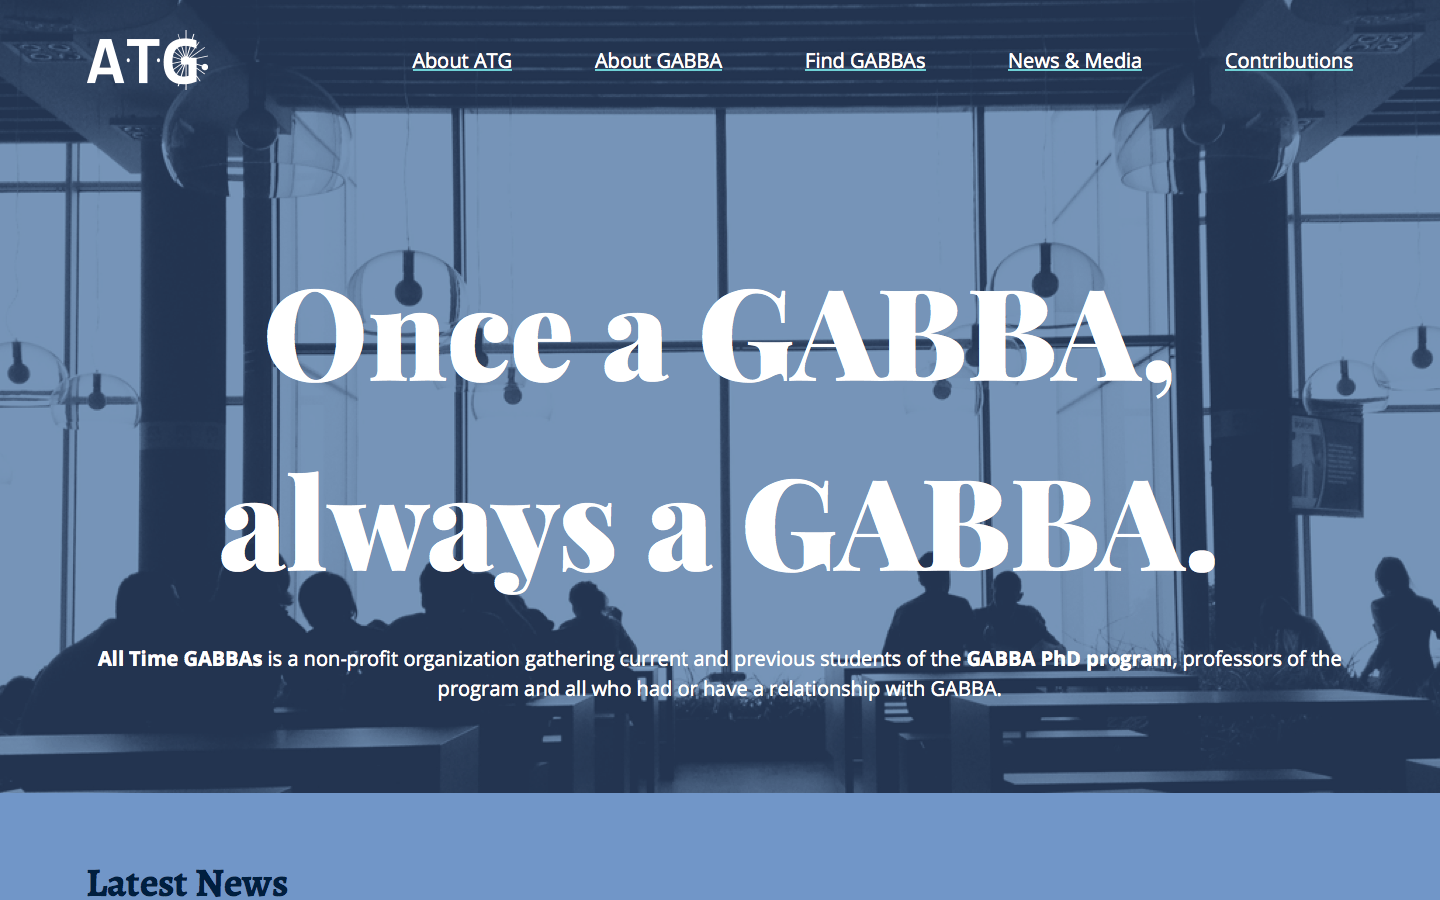 A·T·G
About ATG
About GABBA
Find GABBAs
News & Media
Contributions
Once a GABBA,
always a GABBA.
All Time GABBAs is a non-profit organization gathering current and previous students of the GABBA PhD program, professors of the
program and all who had or have a relationship with GABBA.
Latest News